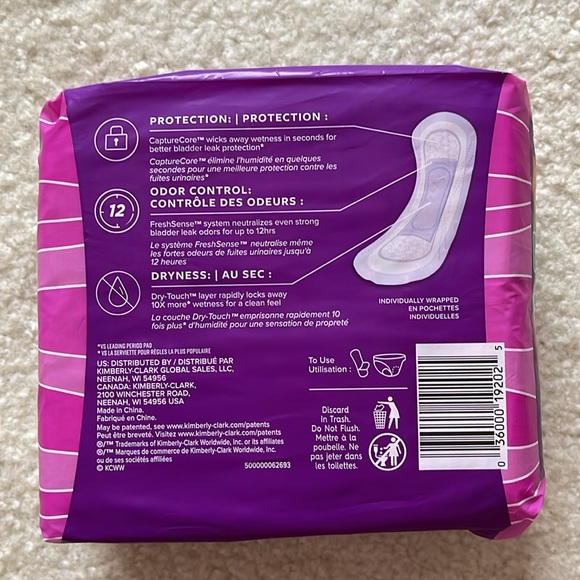 PROTECTION: | PROTECTION :
CaptureCore™ wicks away wetness in seconds for
better bladder leak protection*
CaptureCore™ élimine l'humidité en quelques
secondes pour une meilleure protection contre les
fuites urinaires*
12
ODOR CONTROL:
CONTRÔLE DES ODEURS :
FreshSense™ system neutralizes even strong
bladder leak odors for up to 12hrs
Le système FreshSense™ neutralise même
les fortes odeurs de fuites urinaires jusqu'à
12 heures
DRYNESS: | AU SEC :
Dry-Touch™ layer rapidly locks away
10X more* wetness for a clean feel
La couche Dry-Touch™ emprisonne rapidement 10
fois plus* d'humidité pour une sensation de propreté
INDIVIDUALLY WRAPPED
EN POCHETTES
INDIVIDUELLES
*VS LEADING PERIOD PAD
* VS LA SERVIETTE POUR RÈGLES LA PLUS POPULAIRE
US: DISTRIBUTED BY / DISTRIBUÉ PAR
KIMBERLY-CLARK GLOBAL SALES, LLC,
NEENAH, WI 54956
CANADA: KIMBERLY-CLARK,
2100 WINCHESTER ROAD,
NEENAH, WI 54956 USA
Made in China.
Fabriqué en Chine.
May be patented, see www.kimberly-clark.com/patents
Peut être breveté. Visitez www.kimberly-clark.com/patents
®/™ Trademarks of Kimberly-Clark Worldwide, Inc. or its affiliates
®/™ Marques de commerce de Kimberly-Clark Worldwide, Inc.
ou de ses sociétés affiliées
© KCWW
500000062693
To Use
Utilisation :
Discard
In Trash.
Do Not Flush.
Mettre à la
poubelle. Ne
pas jeter dans
les toilettes.
0 36000 19202 5